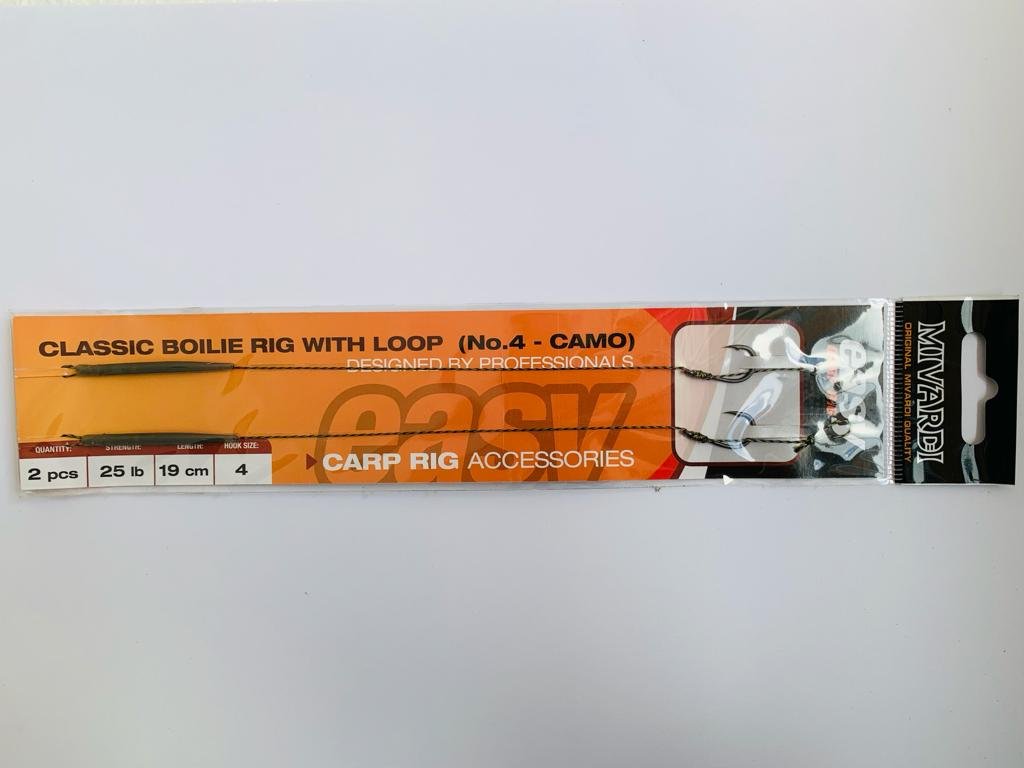 CLASSIC BOILIE RIG WITH LOOP (No.4 - CAMO)
DESIGNED BY PROFESSIONALS
easy
CARP RIG ACCESSORIES
QUANTITY: STRENGTH: LENGTH: HOOK SIZE:
2 pcs 25 lb 19 cm 4
easy
MIVARDI
ORIGINAL MIVARDI QUALITY